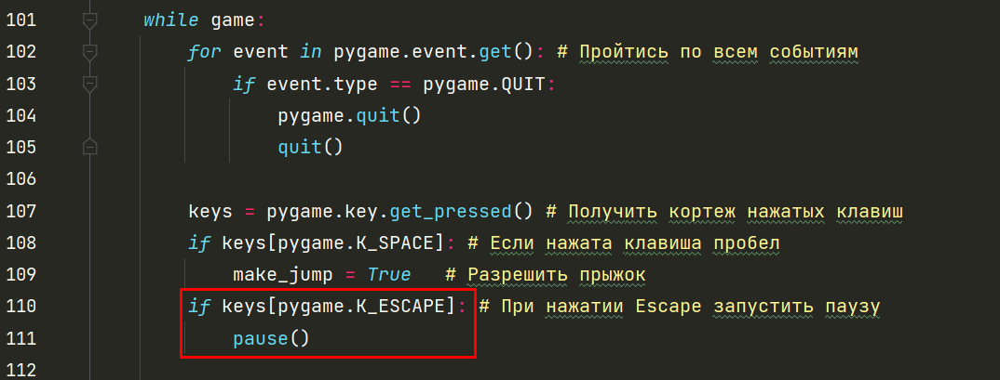 101 while game:
102 for event in pygame.event.get(): # Пройтись по всем событиям
103 if event.type == pygame.QUIT:
104 pygame.quit()
105 quit()
106
107 keys = pygame.key.get_pressed() # Получить кортеж нажатых клавиш
108 if keys[pygame.K_SPACE]: # Если нажата клавиша пробел
109 make_jump = True # Разрешить прыжок
110 if keys[pygame.K_ESCAPE]: # При нажатии Escape запустить паузу
111 pause()
112